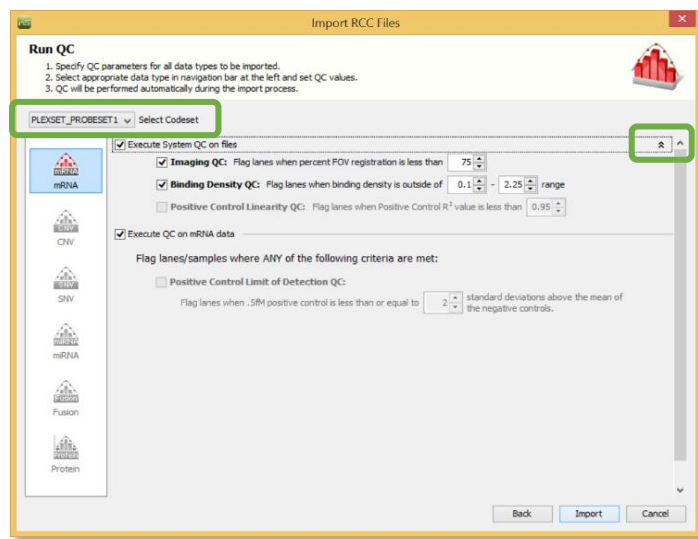 Import RCC Files
Run QC
1. Specify QC parameters for all data types to be imported.
2. Select appropriate data type in navigation bar at the left and set QC values.
3. QC will be performed automatically during the import process.
PLEXSET_PROBESET1 Select Codeset
Execute System QC on files
Imaging QC: Flag lanes when percent FOV registration is less than 75
Binding Density QC: Flag lanes when binding density is outside of 0.1 - 2.25 range
Positive Control Linearity QC: Flag lanes when Positive Control R² value is less than 0.95
Execute QC on mRNA data
Flag lanes/samples where ANY of the following criteria are met:
Positive Control Limit of Detection QC:
Flag lanes when .5fM positive control is less than or equal to 2 standard deviations above the mean of
the negative controls.
mRNA
mRNA
CNV
CNV
SNV
SNV
miRNA
miRNA
Fusion
Fusion
Protein
Protein
Back Import Cancel